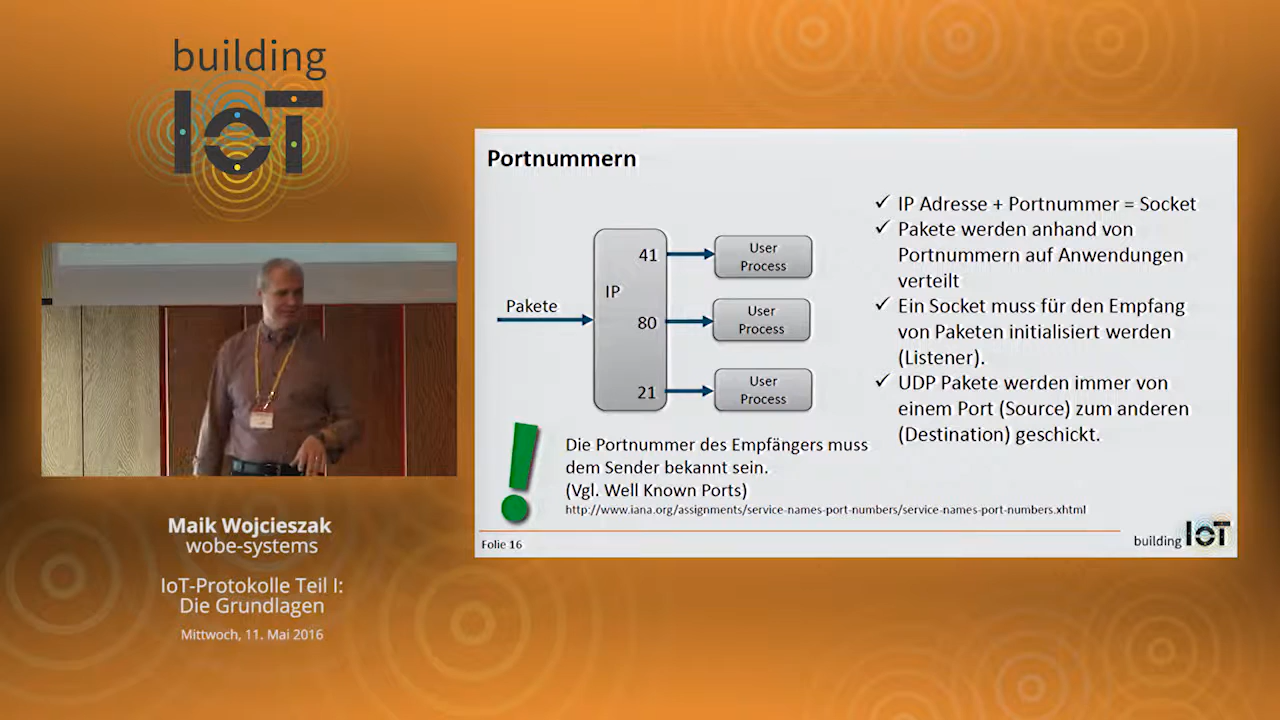 building
IoT
Maik Wojcieszak
wobe-systems
IoT-Protokolle Teil I:
Die Grundlagen
Mittwoch, 11. Mai 2016
Portnummern
Pakete
IP
41
80
21
User
Process
User
Process
User
Process
✓ IP Adresse + Portnummer = Socket
✓ Pakete werden anhand von
Portnummern auf Anwendungen
verteilt
✓ Ein Socket muss für den Empfang
von Paketen initialisiert werden
(Listener).
✓ UDP Pakete werden immer von
einem Port (Source) zum anderen
(Destination) geschickt.
!
Die Portnummer des Empfängers muss
dem Sender bekannt sein.
(Vgl. Well Known Ports)
http://www.iana.org/assignments/service-names-port-numbers/service-names-port-numbers.xhtml
Folie 16
building IoT